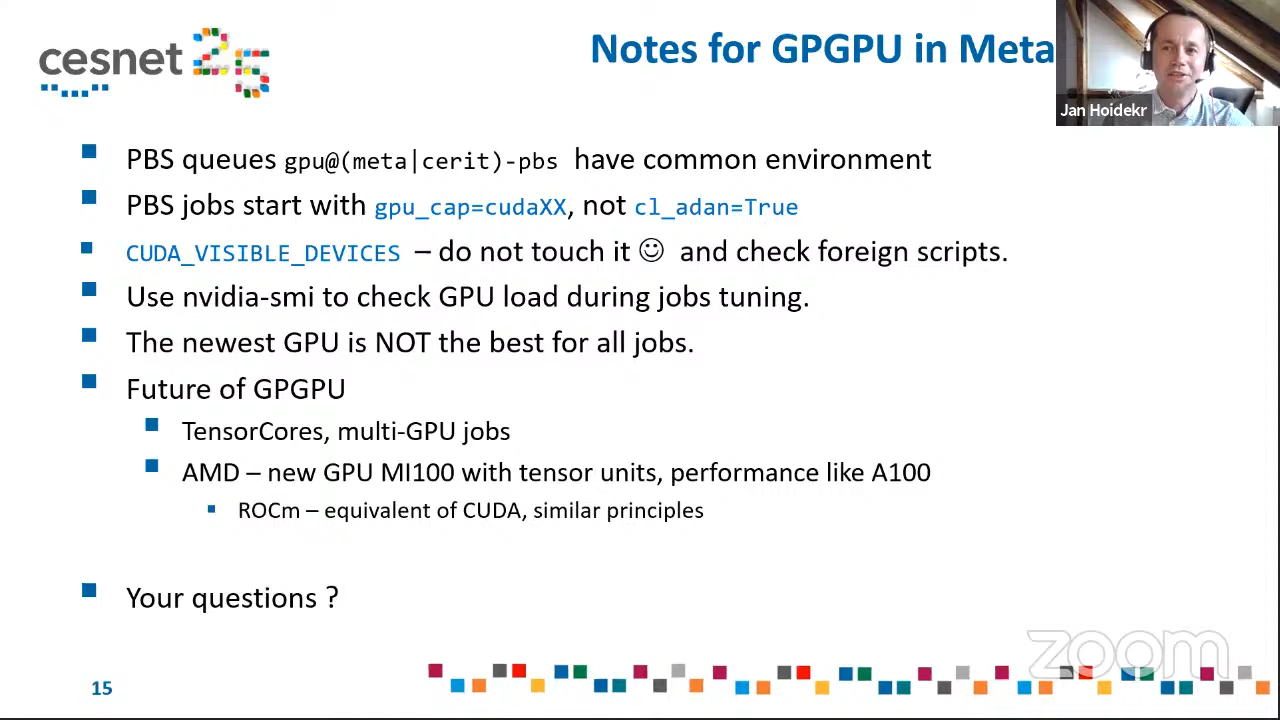 cesnet 25
Notes for GPGPU in Meta
Jan Hoidekr
PBS queues gpu@(meta|cerit)-pbs have common environment
PBS jobs start with gpu_cap=cudaXX, not cl_adan=True
CUDA_VISIBLE_DEVICES – do not touch it ☺ and check foreign scripts.
Use nvidia-smi to check GPU load during jobs tuning.
The newest GPU is NOT the best for all jobs.
Future of GPGPU
TensorCores, multi-GPU jobs
AMD – new GPU MI100 with tensor units, performance like A100
ROCm – equivalent of CUDA, similar principles
Your questions ?
zoom
15